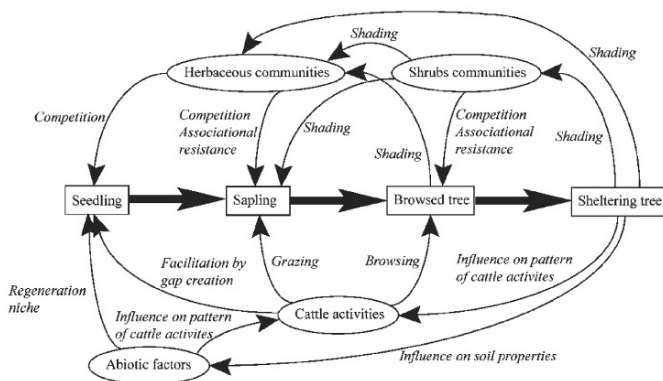 Shading
Shading
Herbaceous communities
Shrubs communities
Competition
Competition
Associational
resistance
Shading
Shading
Competition
Associational
resistance
Shading
Seedling
Sapling
Browsed tree
Sheltering tree
Facilitation by
gap creation
Grazing
Browsing
Influence on pattern
of cattle activites
Regeneration
niche
Influence on pattern
of cattle activites
Cattle activities
Abiotic factors
Influence on soil properties